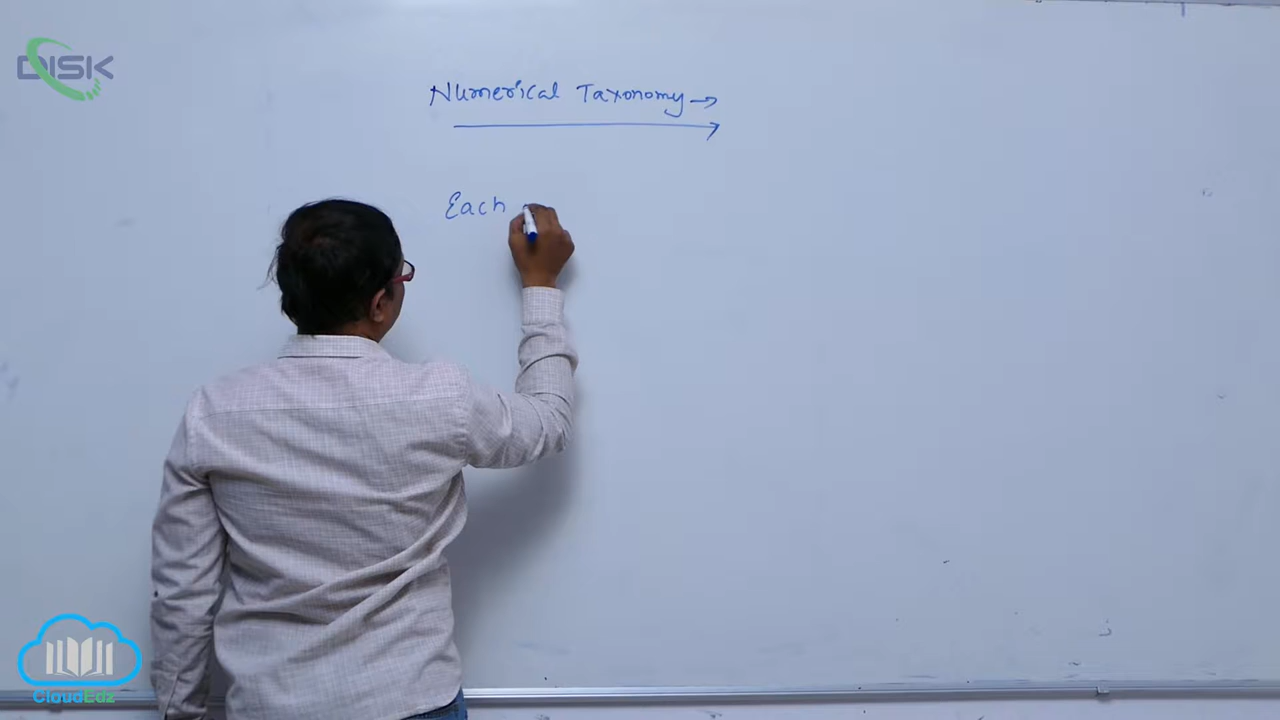 DISK
Numerical Taxonomy →
Each
CloudEdz